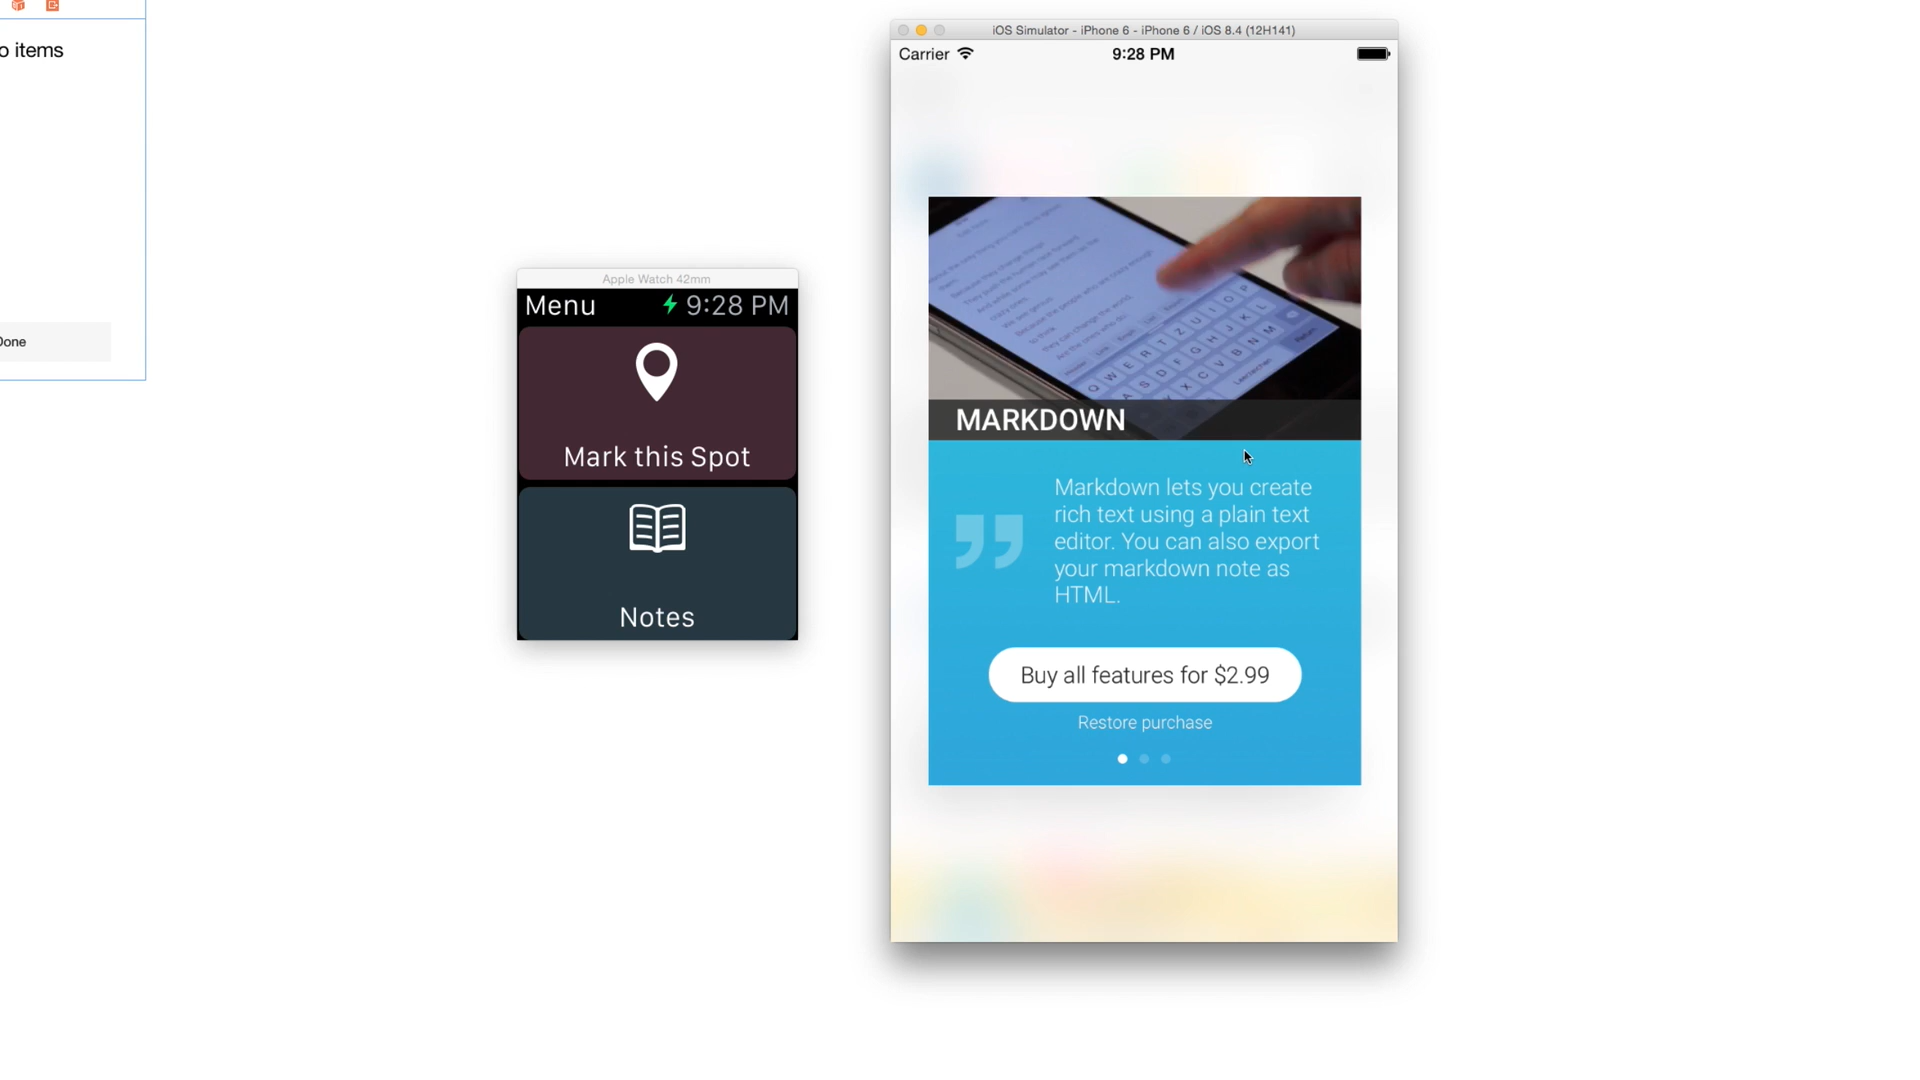 o items
Done
Apple Watch 42mm
Menu 9:28 PM
Mark this Spot
Notes
iOS Simulator - iPhone 6 - iPhone 6 / iOS 8.4 (12H141)
Carrier 9:28 PM
MARKDOWN
Markdown lets you create
rich text using a plain text
editor. You can also export
your markdown note as
HTML.
Buy all features for $2.99
Restore purchase